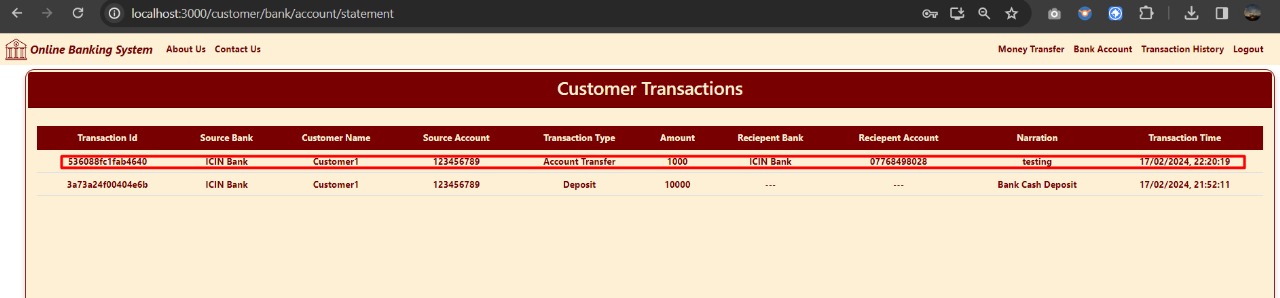 localhost:3000/customer/bank/account/statement
Online Banking System About Us Contact Us Money Transfer Bank Account Transaction History Logout
Customer Transactions
Transaction Id Source Bank Customer Name Source Account Transaction Type Amount Reciepent Bank Reciepent Account Narration Transaction Time
536088fc1fab4640 ICIN Bank Customer1 123456789 Account Transfer 1000 ICIN Bank 07768498028 testing 17/02/2024, 22:20:19
3a73a24f00404e6b ICIN Bank Customer1 123456789 Deposit 10000 --- --- Bank Cash Deposit 17/02/2024, 21:52:11